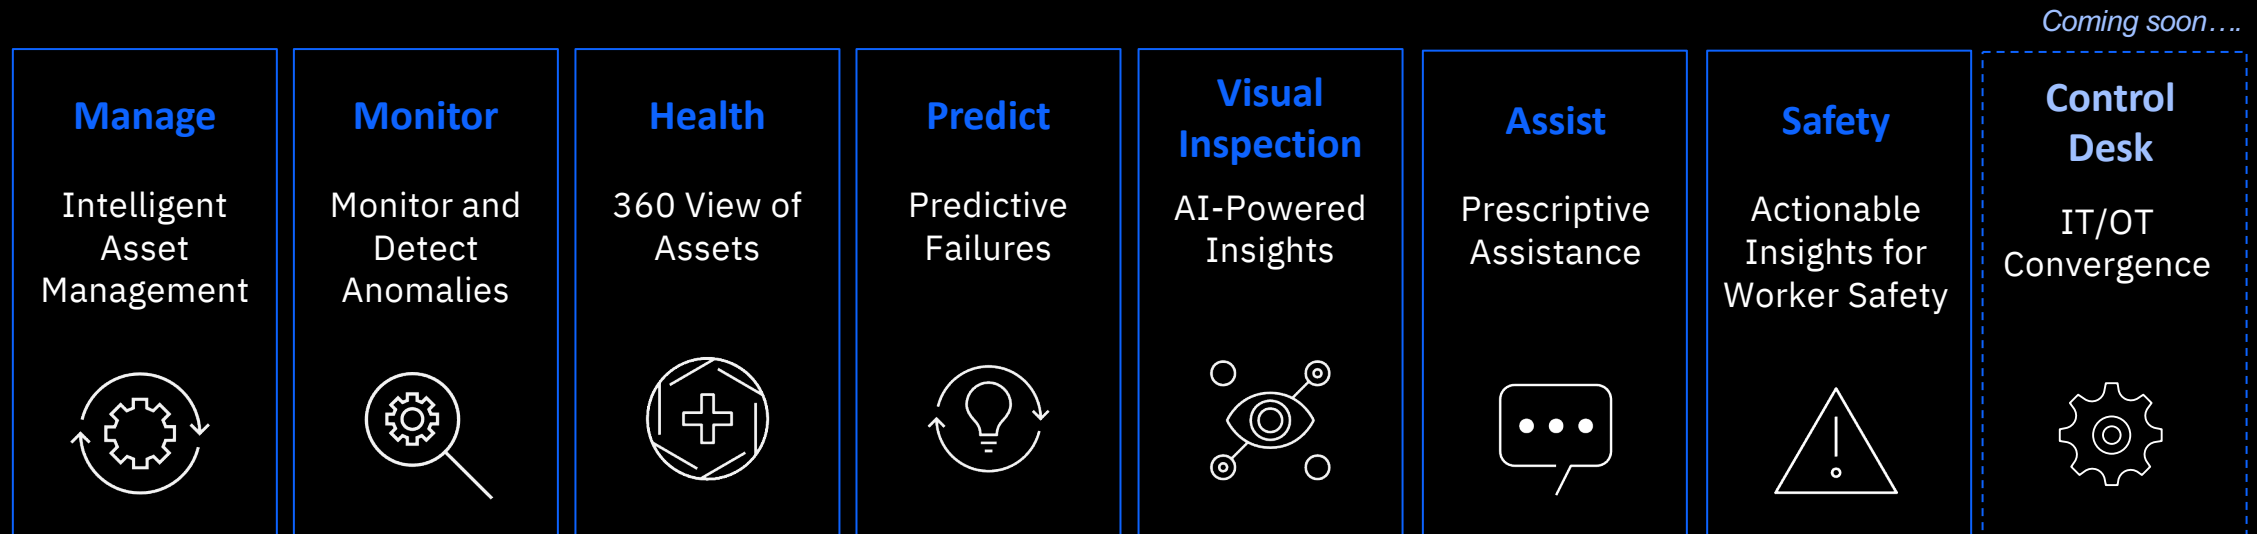 Coming soon….
Manage
Intelligent
Asset
Management
Monitor
Monitor and
Detect
Anomalies
Health
360 View of
Assets
Predict
Predictive
Failures
Visual
Inspection
AI-Powered
Insights
Assist
Prescriptive
Assistance
Safety
Actionable
Insights for
Worker Safety
Control
Desk
IT/OT
Convergence